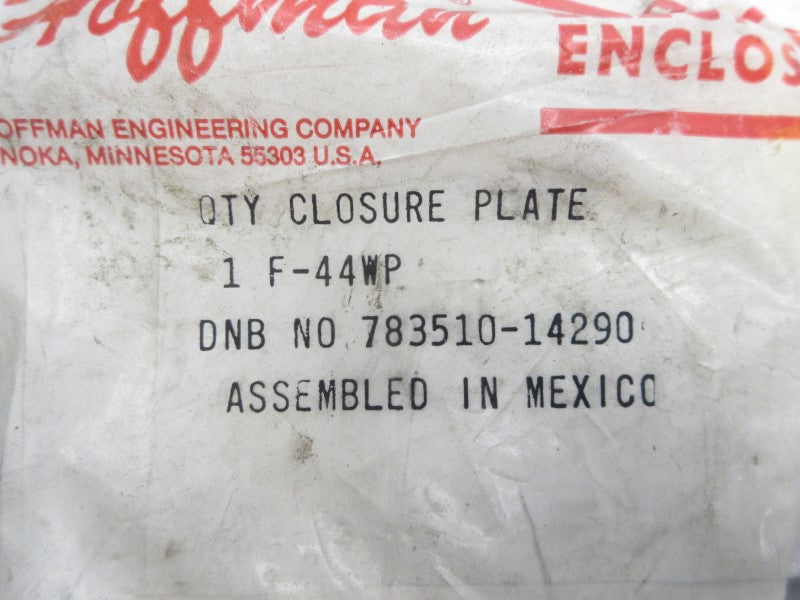 Hoffman
ENCLOS
OFFMAN ENGINEERING COMPANY
NOKA, MINNESOTA 55303 U.S.A.
QTY CLOSURE PLATE
1 F-44WP
DNB NO 783510-14290
ASSEMBLED IN MEXICO